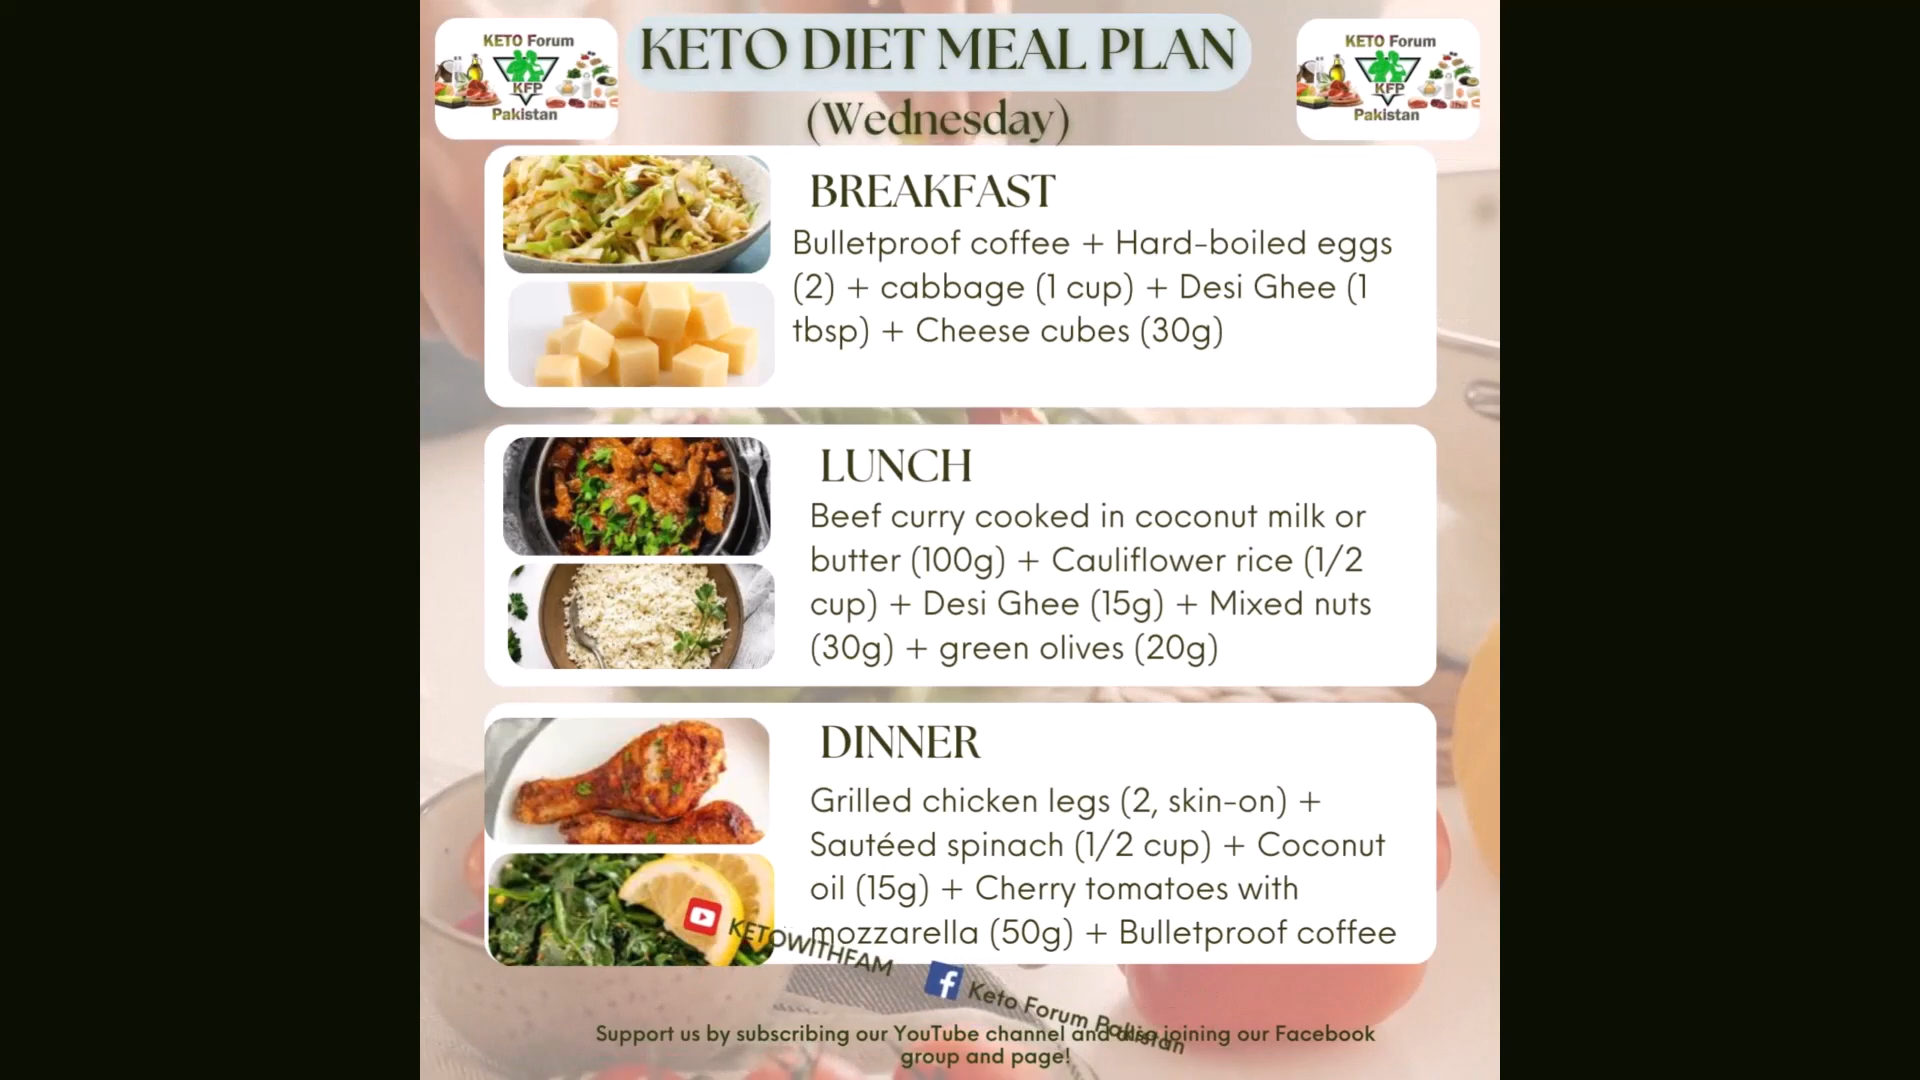 KETO Forum
KFP
Pakistan
KETO DIET MEAL PLAN
(Wednesday)
KETO Forum
KFP
Pakistan
BREAKFAST
Bulletproof coffee + Hard-boiled eggs
(2) + cabbage (1 cup) + Desi Ghee (1
tbsp) + Cheese cubes (30g)
LUNCH
Beef curry cooked in coconut milk or
butter (100g) + Cauliflower rice (1/2
cup) + Desi Ghee (15g) + Mixed nuts
(30g) + green olives (20g)
DINNER
Grilled chicken legs (2, skin-on) +
Sautéed spinach (1/2 cup) + Coconut
oil (15g) + Cherry tomatoes with
mozzarella (50g) + Bulletproof coffee
KETOWITHFAM
Keto Forum Pakistan
Support us by subscribing our YouTube channel and also joining our Facebook
group and page!